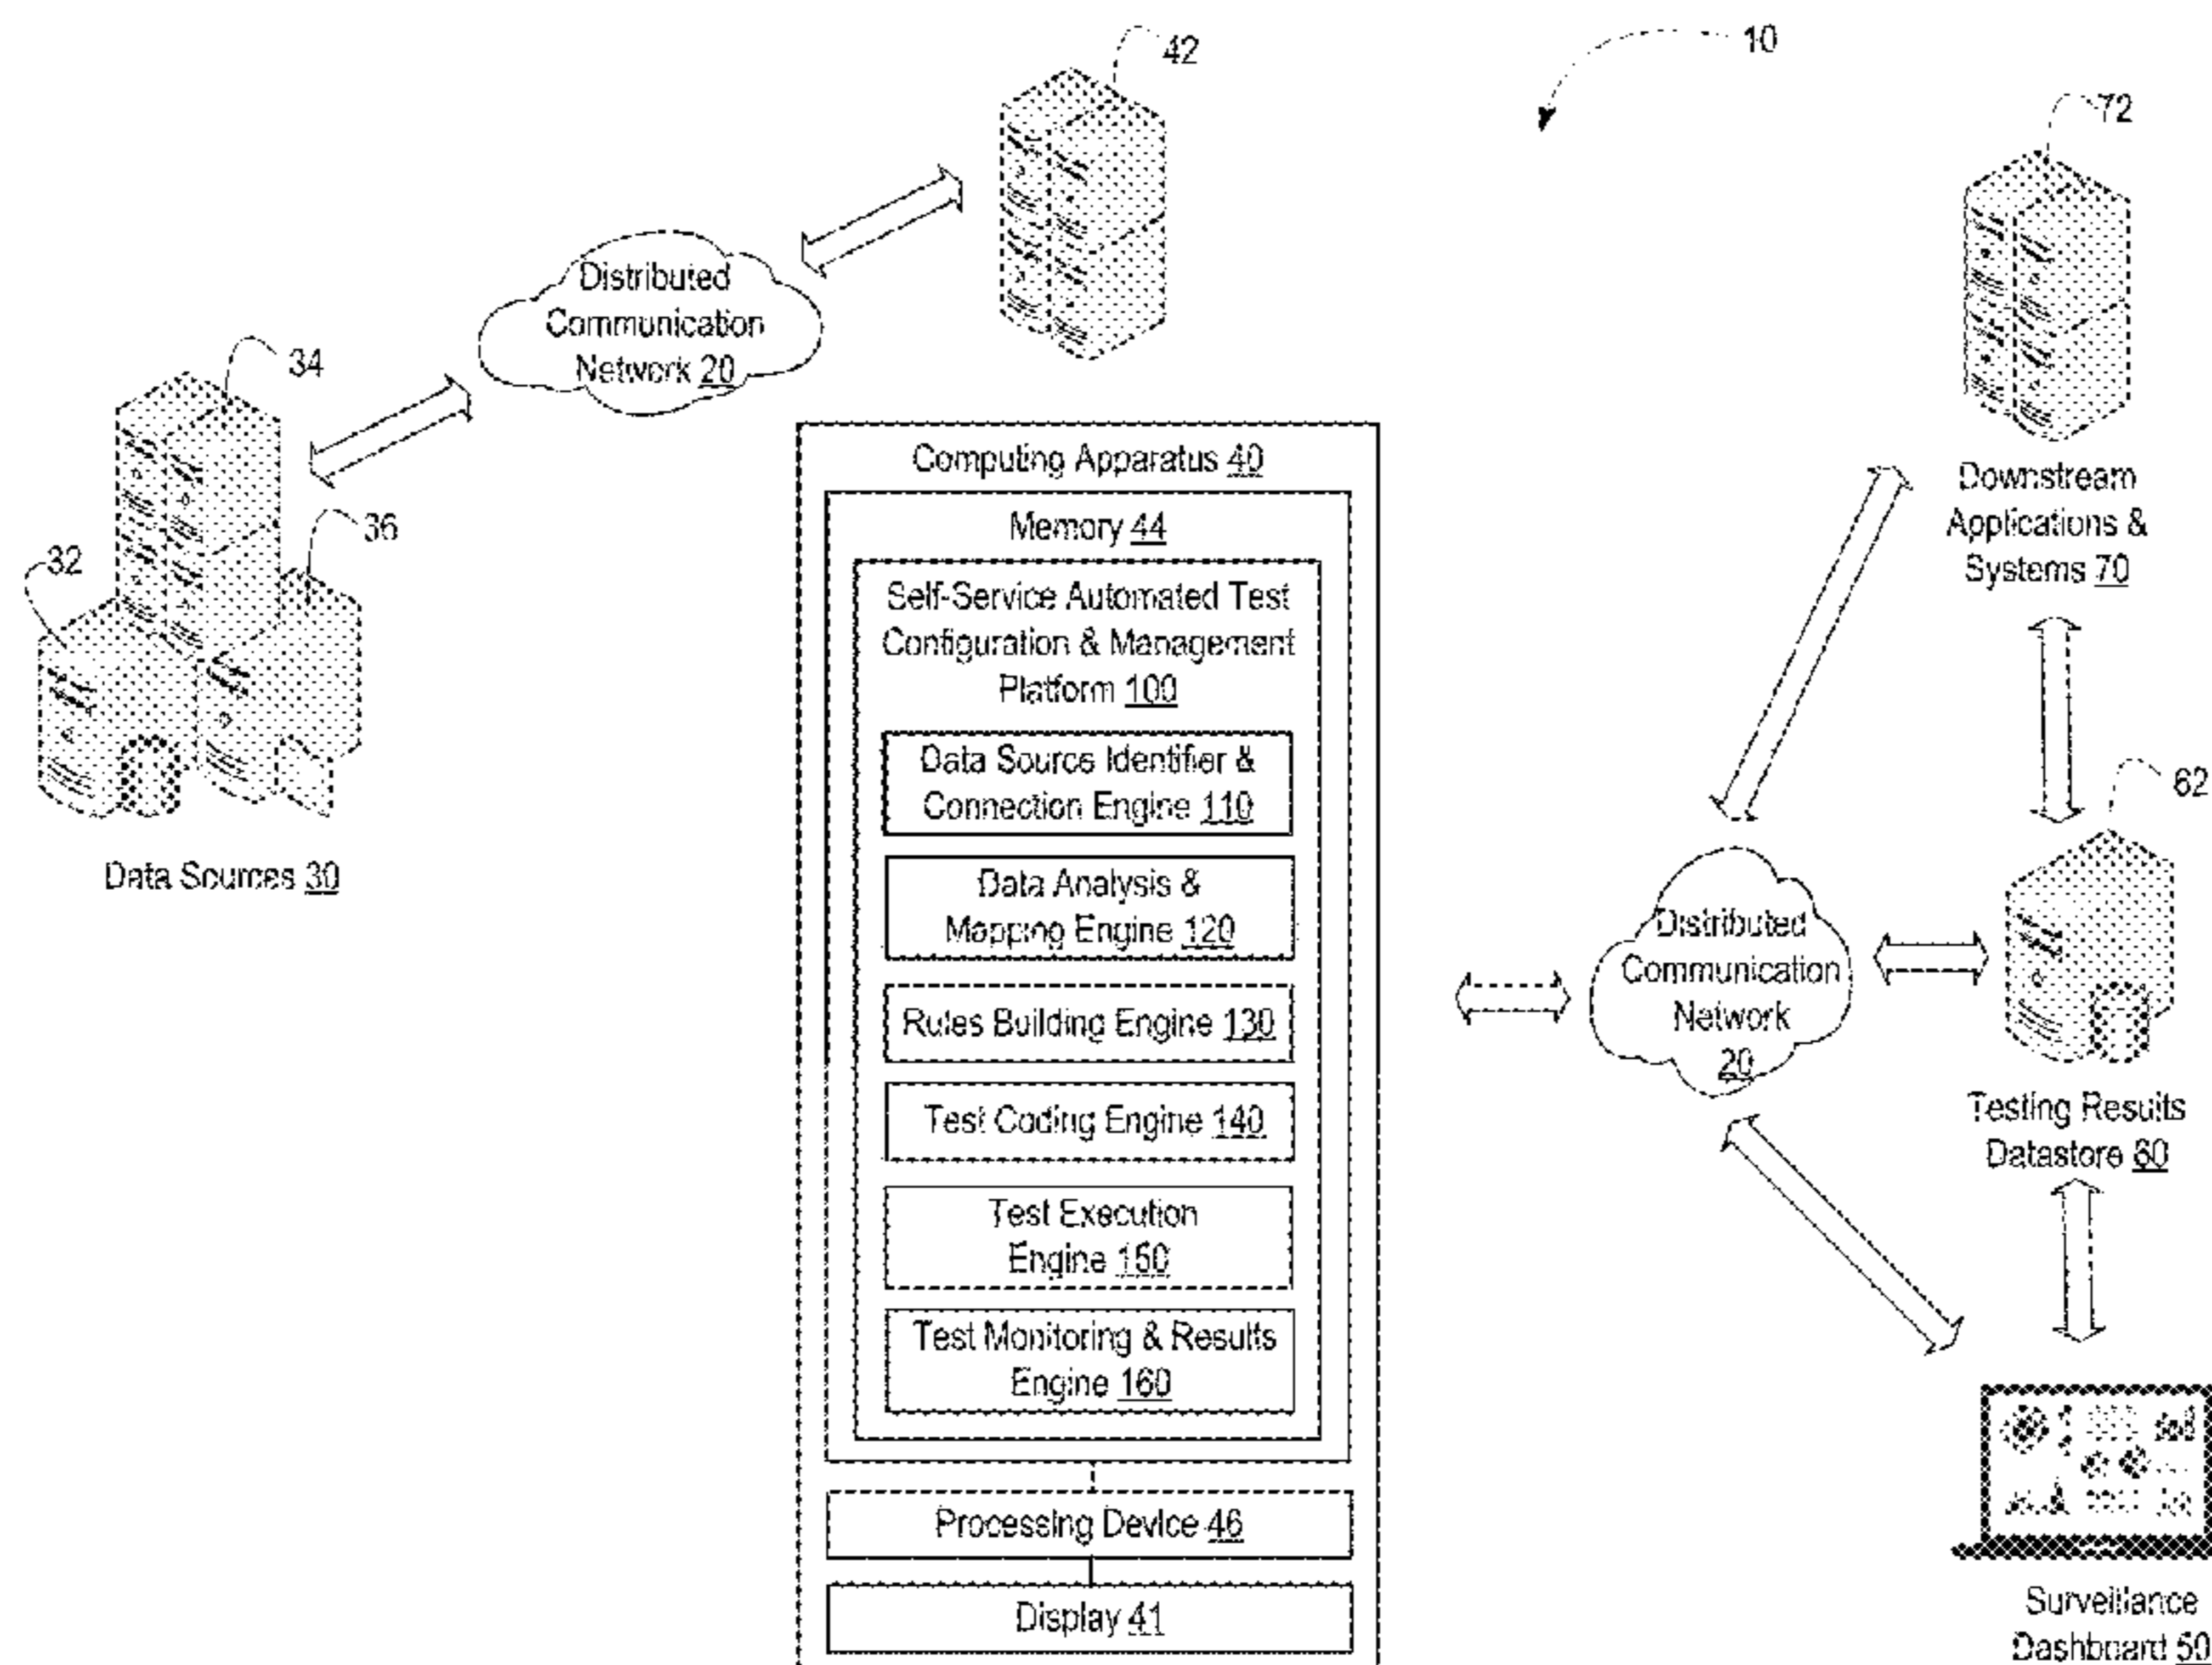 42
10
72
Distributed
Communication
Network 20
34
36
32
Data Sources 30
Computing Apparatus 40
Memory 44
Self-Service Automated Test
Configuration & Management
Platform 100
Data Source Identifier &
Connection Engine 110
Data Analysis &
Mapping Engine 120
Rules Building Engine 130
Test Coding Engine 140
Test Execution
Engine 150
Test Monitoring & Results
Engine 160
Processing Device 46
Display 41
Downstream
Applications &
Systems 70
62
Distributed
Communication
Network
20
Testing Results
Datastore 60
Surveillance
Dashboard 50